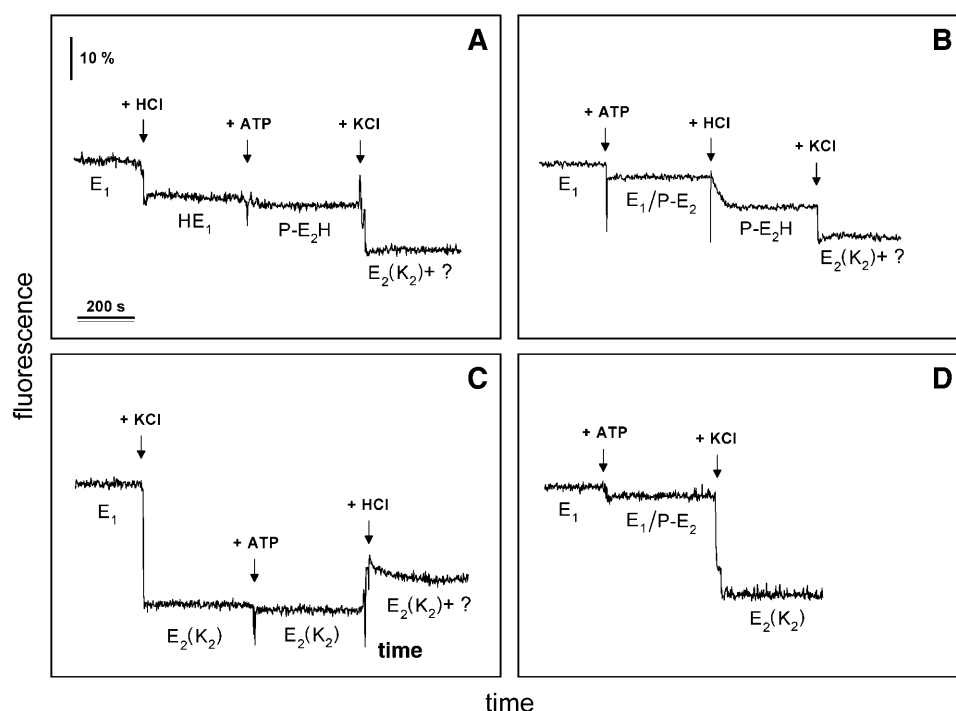 A
10 %
+ HCl
+ ATP
+ KCl
E₁
HE₁
P-E₂H
E₂(K₂)+ ?
200 s
B
+ ATP
+ HCl
+ KCl
E₁
E₁/P-E₂
P-E₂H
E₂(K₂)+ ?
fluorescence
C
+ KCl
+ HCl
E₁
+ ATP
E₂(K₂)+ ?
E₂(K₂)
E₂(K₂)
time
D
+ ATP
+ KCl
E₁
E₁/P-E₂
E₂(K₂)
time